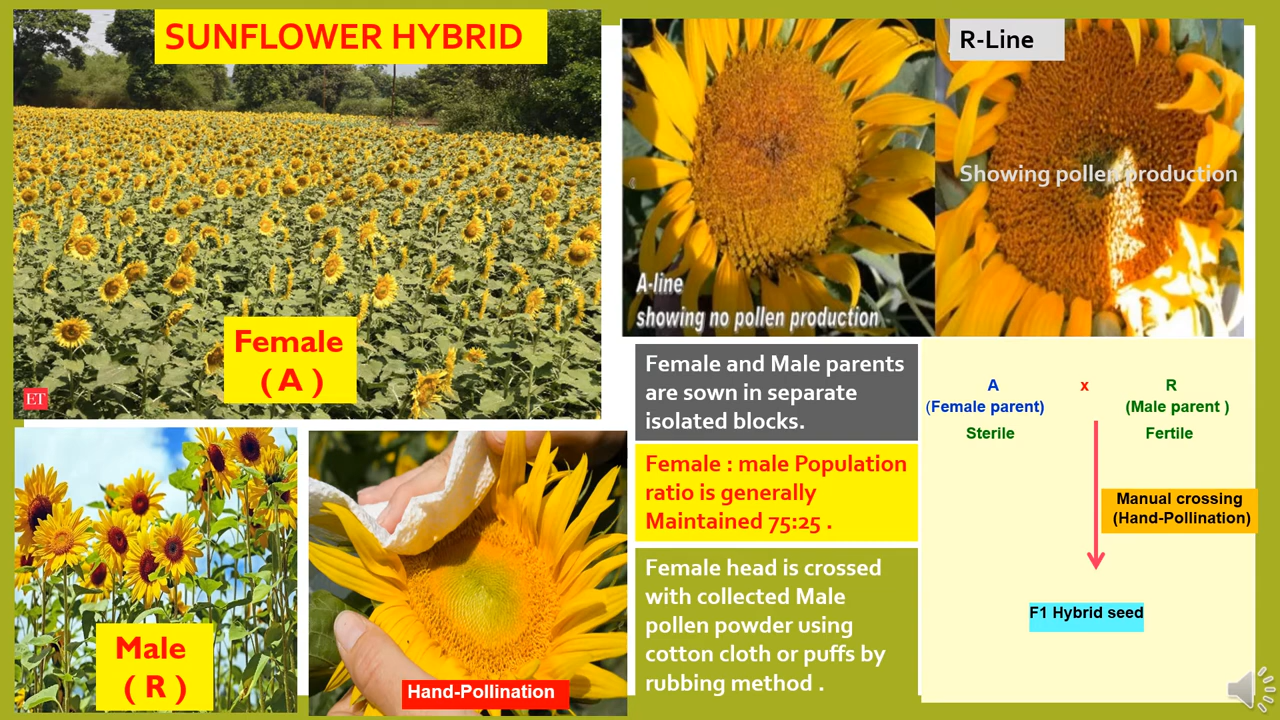 SUNFLOWER HYBRID
Female
( A )
ET
Male
( R )
Hand-Pollination
A-line
showing no pollen production
R-Line
Showing pollen production
Female and Male parents
are sown in separate
isolated blocks.
Female : male Population
ratio is generally
Maintained 75:25 .
Female head is crossed
with collected Male
pollen powder using
cotton cloth or puffs by
rubbing method .
A x R
(Female parent) (Male parent )
Sterile Fertile
Manual crossing
(Hand-Pollination)
F1 Hybrid seed